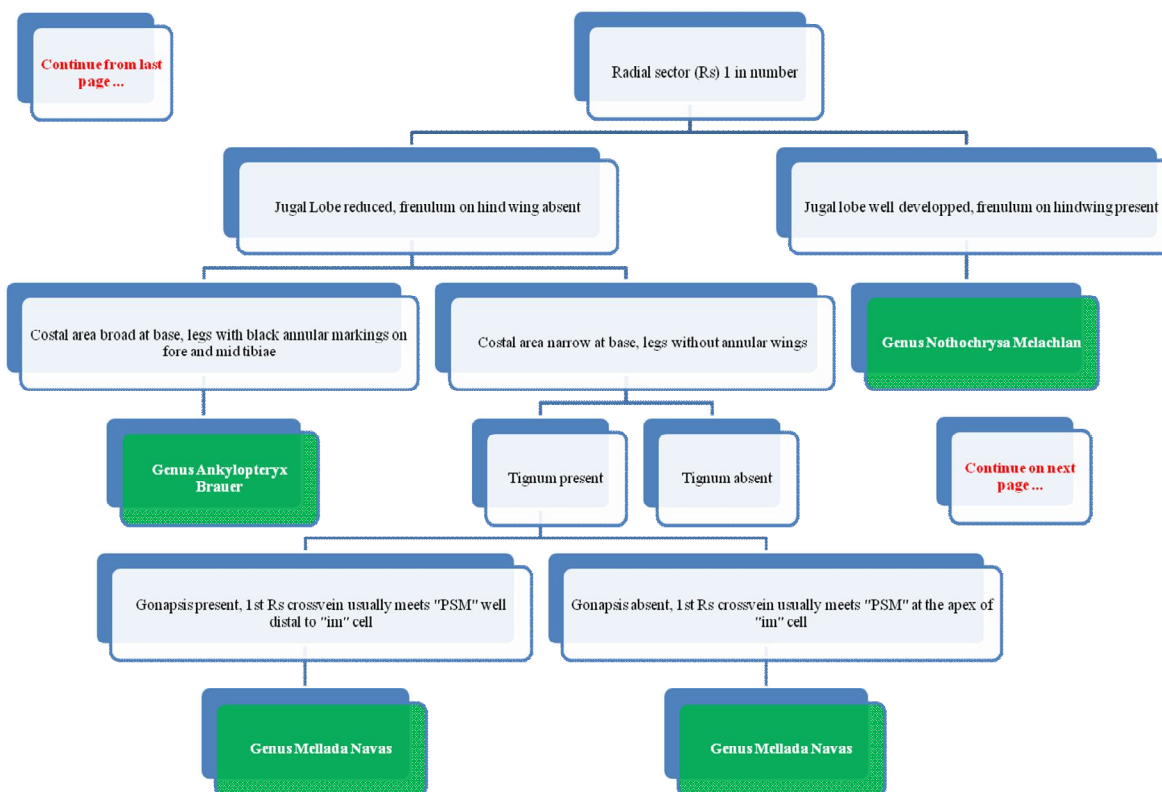 Continue from last
page ...
Radial sector (Rs) 1 in number
Jugal Lobe reduced, frenulum on hind wing absent
Jugal lobe well developped, frenulum on hindwing present
Costal area broad at base, legs with black annular markings on
fore and mid tibiae
Costal area narrow at base, legs without annular wings
Genus Nothochrysa Mclachlan
Genus Ankylopteryx
Brauer
Tignum present
Tignum absent
Continue on next
page ...
Gonapsis present, 1st Rs crossvein usually meets "PSM" well
distal to "im" cell
Gonapsis absent, 1st Rs crossvein usually meets "PSM" at the apex of
"im" cell
Genus Mellada Navas
Genus Mellada Navas